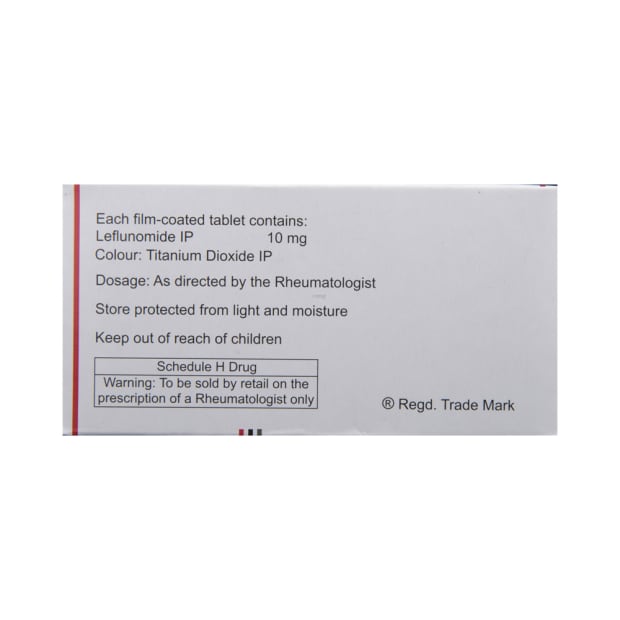 Each film-coated tablet contains:
Leflunomide IP 10 mg
Colour: Titanium Dioxide IP
Dosage: As directed by the Rheumatologist
Store protected from light and moisture
Keep out of reach of children
Schedule H Drug
Warning: To be sold by retail on the
prescription of a Rheumatologist only
® Regd. Trade Mark